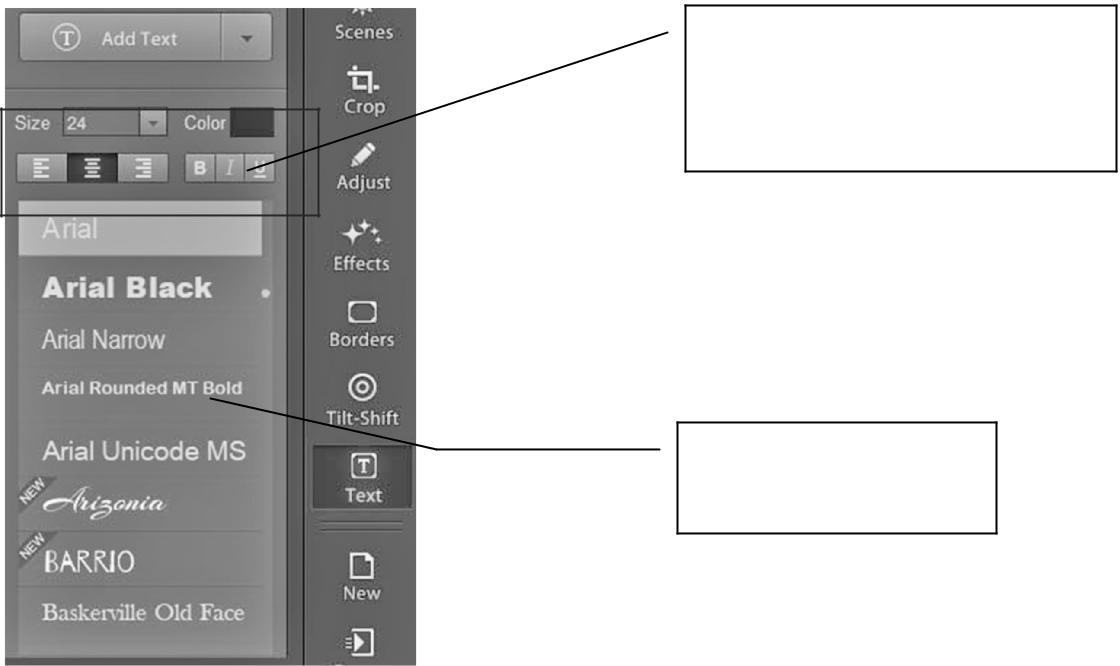 Add Text
Size 24 Color
B I U
Arial
Arial Black
Arial Narrow
Arial Rounded MT Bold
Arial Unicode MS
NEW Arizonia
NEW BARRIO
Baskerville Old Face
Scenes
Crop
Adjust
Effects
Borders
Tilt-Shift
Text
New